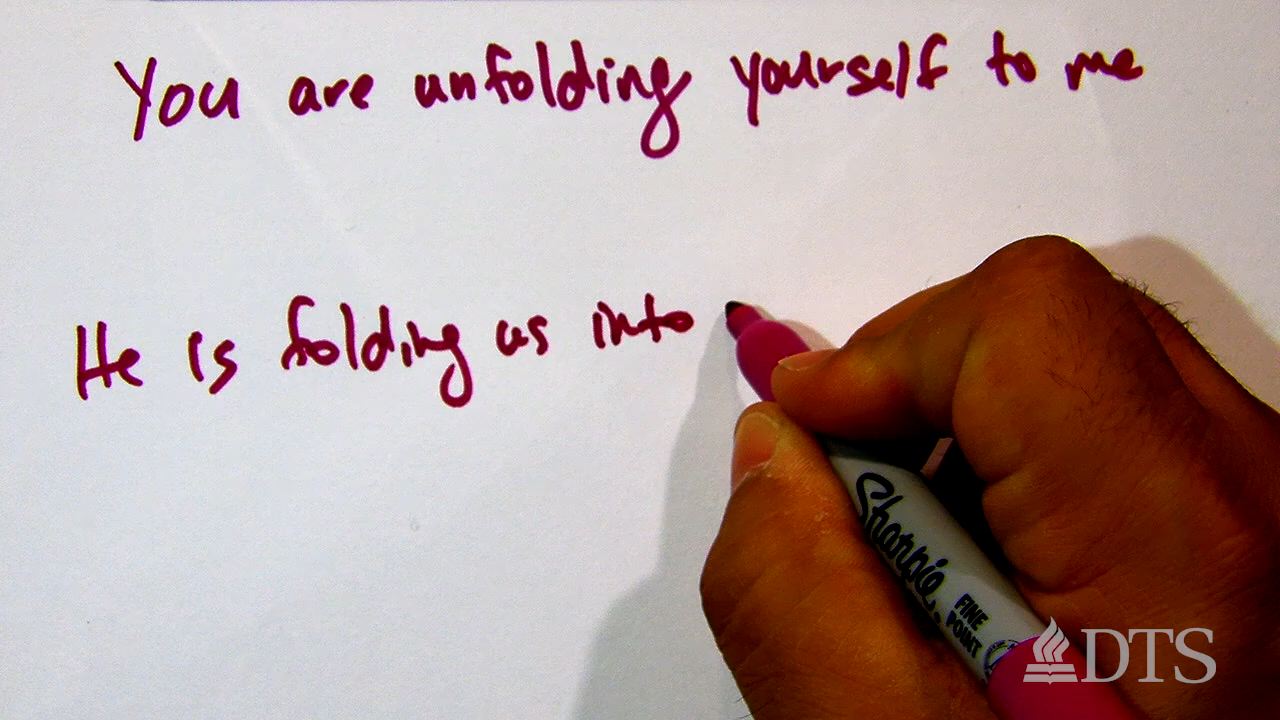 You are unfolding yourself to me
He is folding us into
Sharpie
FINE
POINT
DTS